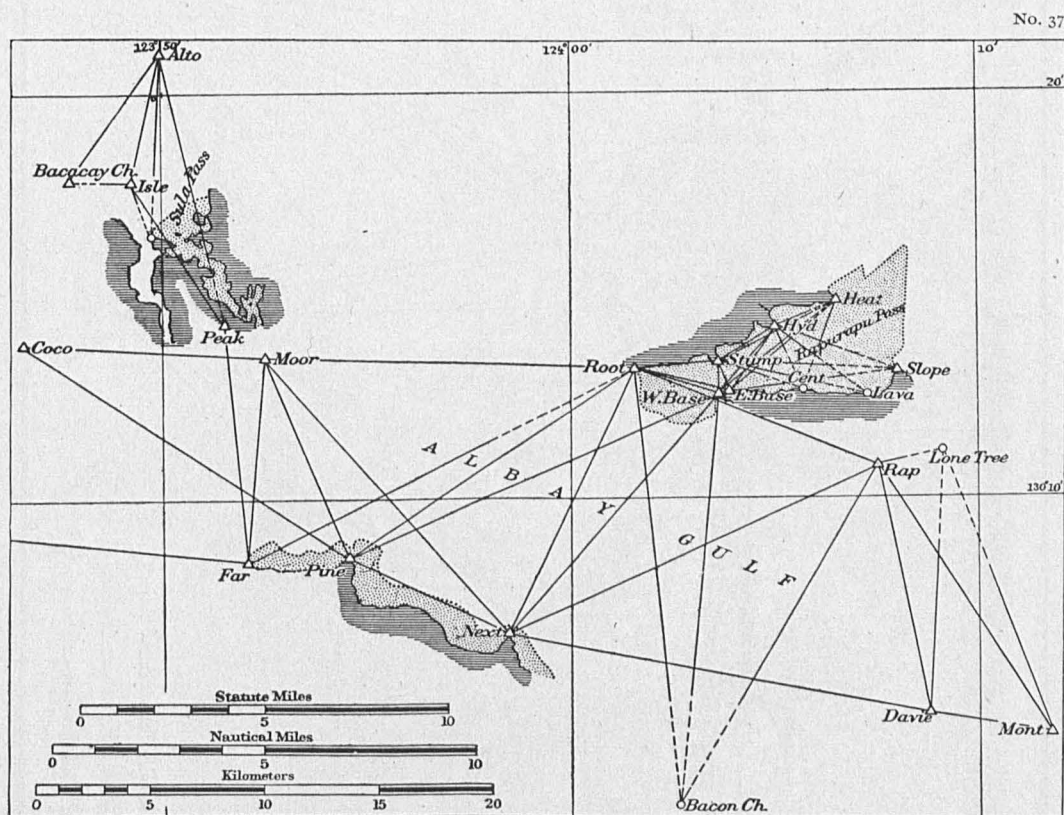 No. 37
123° 50'
124° 00'
10'
Alto
20'
Bacacay Ch.
Isle
Sula Pass
Heat
Hyd
Rapurapu Pass
Peak
Coco
Moor
Root
Stump
Slope
Cent
W. Base
E. Base
Lava
Lone Tree
Rap
ALBAY GULF
13° 10'
Far
Pine
Next
Statute Miles
0 5 10
Davie
Mont
Nautical Miles
0 5 10
Kilometers
0 5 10 15 20
Bacon Ch.